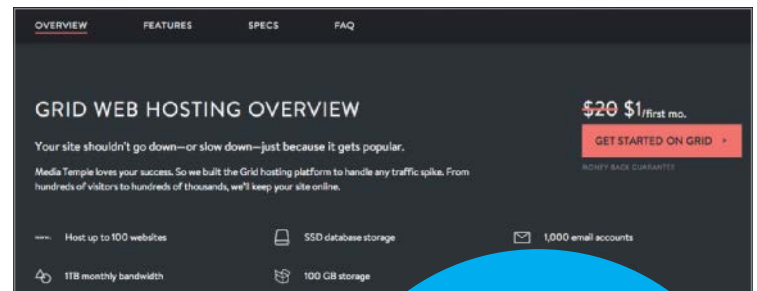 OVERVIEW FEATURES SPECS FAQ
GRID WEB HOSTING OVERVIEW
$20 $1/first mo.
Your site shouldn't go down—or slow down—just because it gets popular.
GET STARTED ON GRID
MONEY BACK GUARANTEE
Media Temple loves your success. So we built the Grid hosting platform to handle any traffic spike. From
hundreds of visitors to hundreds of thousands, we'll keep your site online.
Host up to 100 websites SSD database storage 1,000 email accounts
1TB monthly bandwidth 100 GB storage